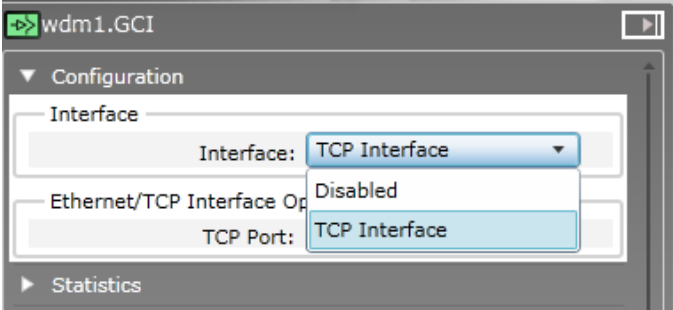 wdm1.GCI
Configuration
Interface
Interface: TCP Interface
Disabled
Ethernet/TCP Interface Op
TCP Interface
TCP Port:
Statistics